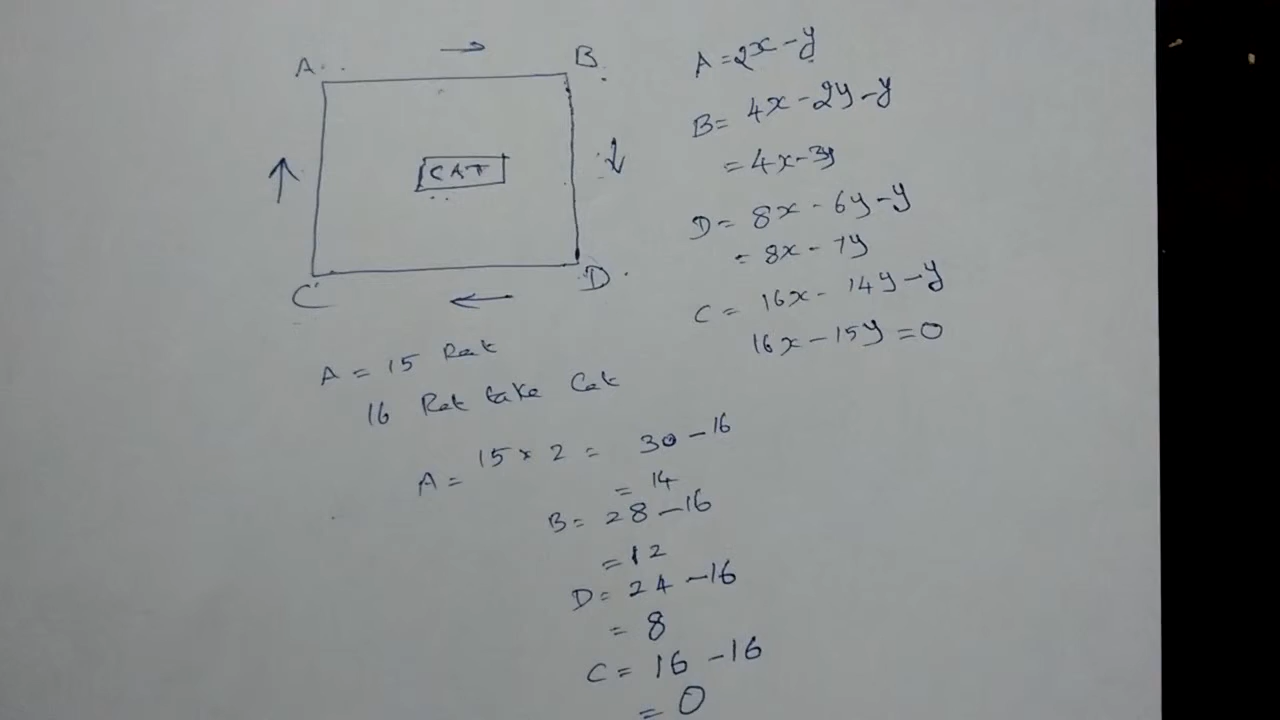 A
→
B
↑
CAT
↓
C
←
D
A = 2x - y
B = 4x - 2y - y
= 4x - 3y
D = 8x - 6y - y
= 8x - 7y
C = 16x - 14y - y
16x - 15y = 0
A = 15 Rat
16 Rat take Cat
A = 15 × 2 = 30 - 16
= 14
B = 28 - 16
= 12
D = 24 - 16
= 8
C = 16 - 16
= 0